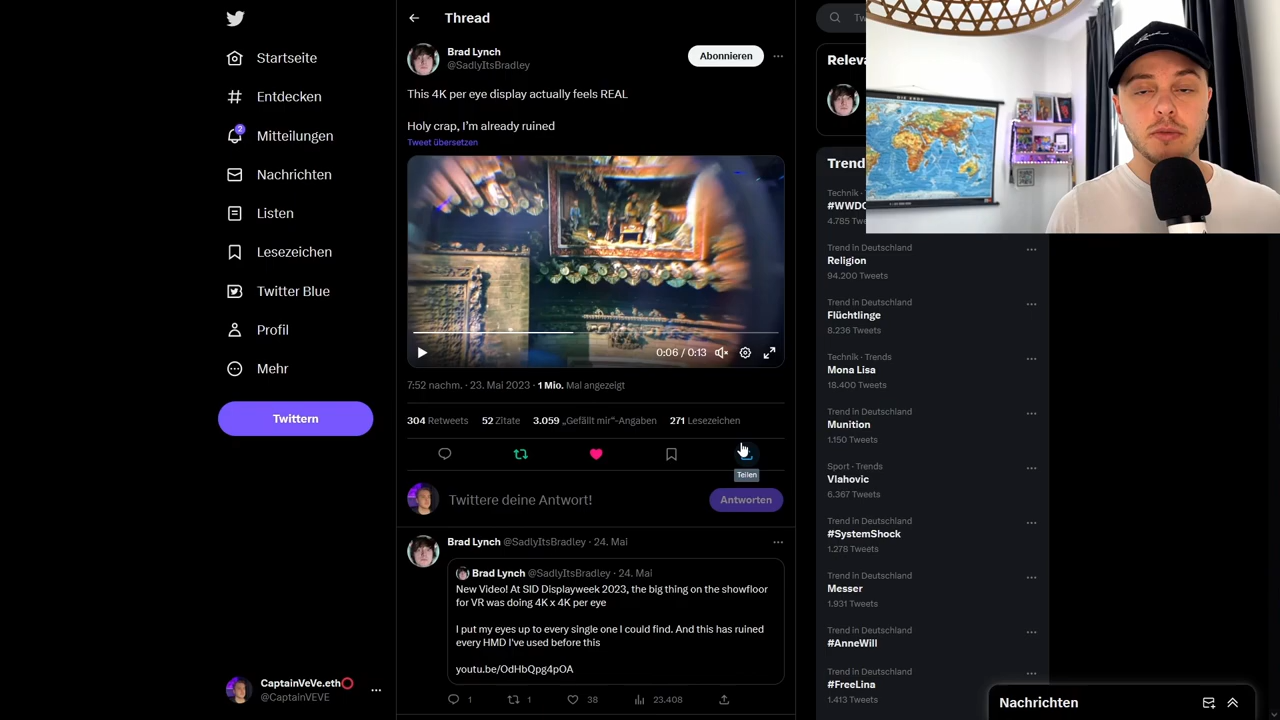 Thread
Startseite
Entdecken
2
Mitteilungen
Nachrichten
Listen
Lesezeichen
Twitter Blue
Profil
Mehr
Twittern
CaptainVeVe.eth
@CaptainVEVE
Brad Lynch
@SadlyItsBradley
Abonnieren
This 4K per eye display actually feels REAL
Holy crap, I'm already ruined
Tweet übersetzen
0:06 / 0:13
7:52 nachm. · 23. Mai 2023 · 1 Mio. Mal angezeigt
304 Retweets 52 Zitate 3.059 „Gefällt mir“-Angaben 271 Lesezeichen
Teilen
Twittere deine Antwort!
Antworten
Brad Lynch @SadlyItsBradley · 24. Mai
Brad Lynch @SadlyItsBradley · 24. Mai
New Video! At SID Displayweek 2023, the big thing on the showfloor
for VR was doing 4K x 4K per eye
I put my eyes up to every single one I could find. And this has ruined
every HMD I've used before this
youtu.be/OdHbQpg4pOA
1 1 38 23.408
Tw
Releva
Trend
Technik · Trends
#WWDC
4.785 Twe
Trend in Deutschland
Religion
94.200 Tweets
Trend in Deutschland
Flüchtlinge
8.236 Tweets
Technik · Trends
Mona Lisa
18.400 Tweets
Trend in Deutschland
Munition
1.150 Tweets
Sport · Trends
Vlahovic
6.367 Tweets
Trend in Deutschland
#SystemShock
1.278 Tweets
Trend in Deutschland
Messer
1.931 Tweets
Trend in Deutschland
#AnneWill
Trend in Deutschland
#FreeLina
1.413 Tweets
Nachrichten